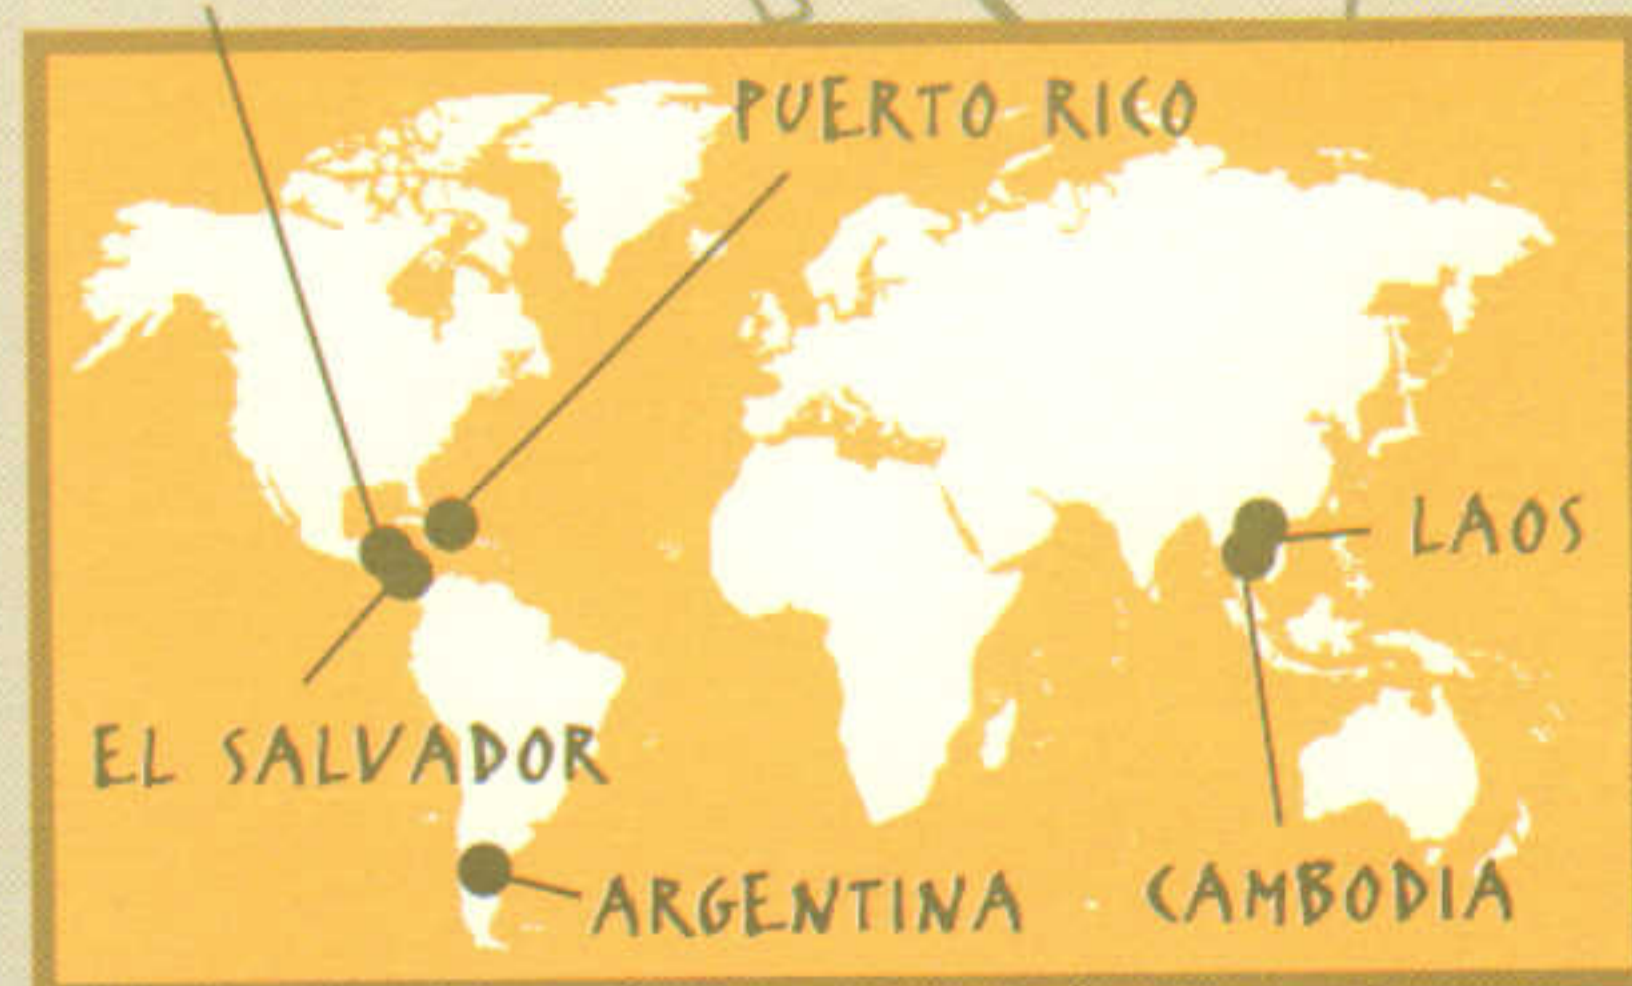 PUERTO RICO
LAOS
EL SALVADOR
ARGENTINA
CAMBODIA